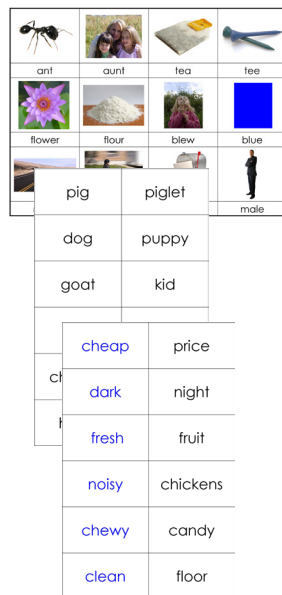 ant aunt tea tee
flower flour blew blue
male
pig piglet
dog puppy
goat kid
cheap price
dark night
fresh fruit
noisy chickens
chewy candy
clean floor